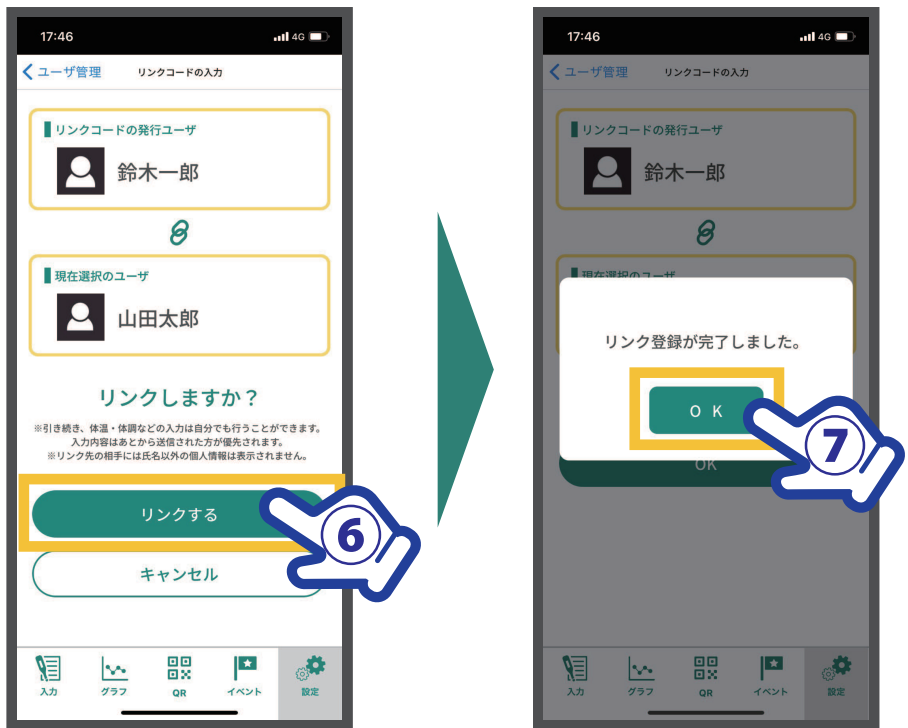 17:46
4G
ユーザ管理 リンクコードの入力
リンクコードの発行ユーザ
鈴木一郎
現在選択のユーザ
山田太郎
リンクしますか？
※引き続き、体温・体調などの入力は自分でも行うことができます。
入力内容はあとから送信された方が優先されます。
※リンク先の相手には氏名以外の個人情報は表示されません。
リンクする
6
キャンセル
入力 グラフ QR イベント 設定
17:46
4G
ユーザ管理 リンクコードの入力
リンクコードの発行ユーザ
鈴木一郎
現在選択のユーザ
リンク登録が完了しました。
OK
7
OK
入力 グラフ QR イベント 設定